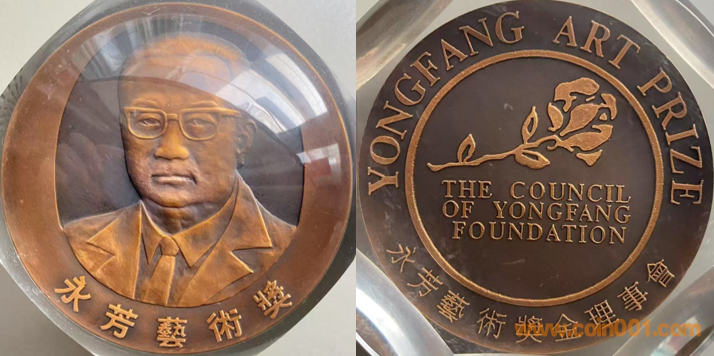 永芳藝術獎
YONGFANG ART PRIZE
THE COUNCIL
OF YONGFANG
FOUNDATION
永芳藝術獎金理事會
www.coin001.com